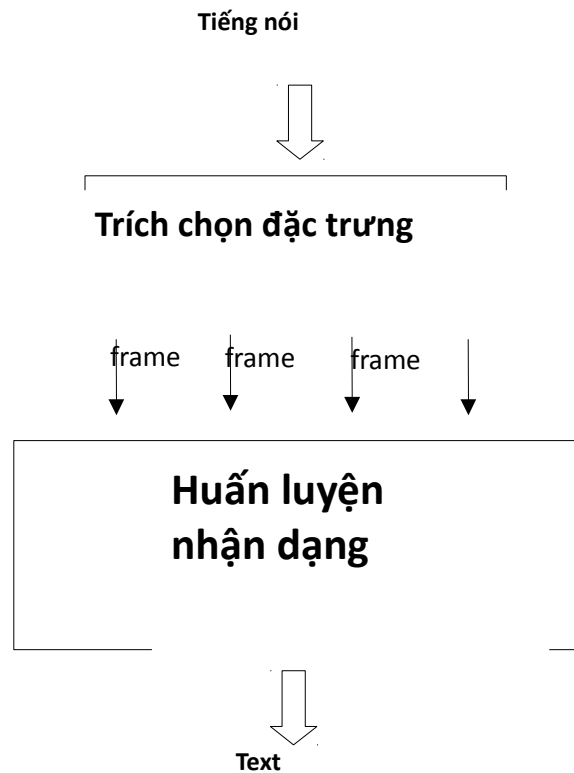 Tiếng nói
Trích chọn đặc trưng
frame frame frame
Huấn luyện
nhận dạng
Text